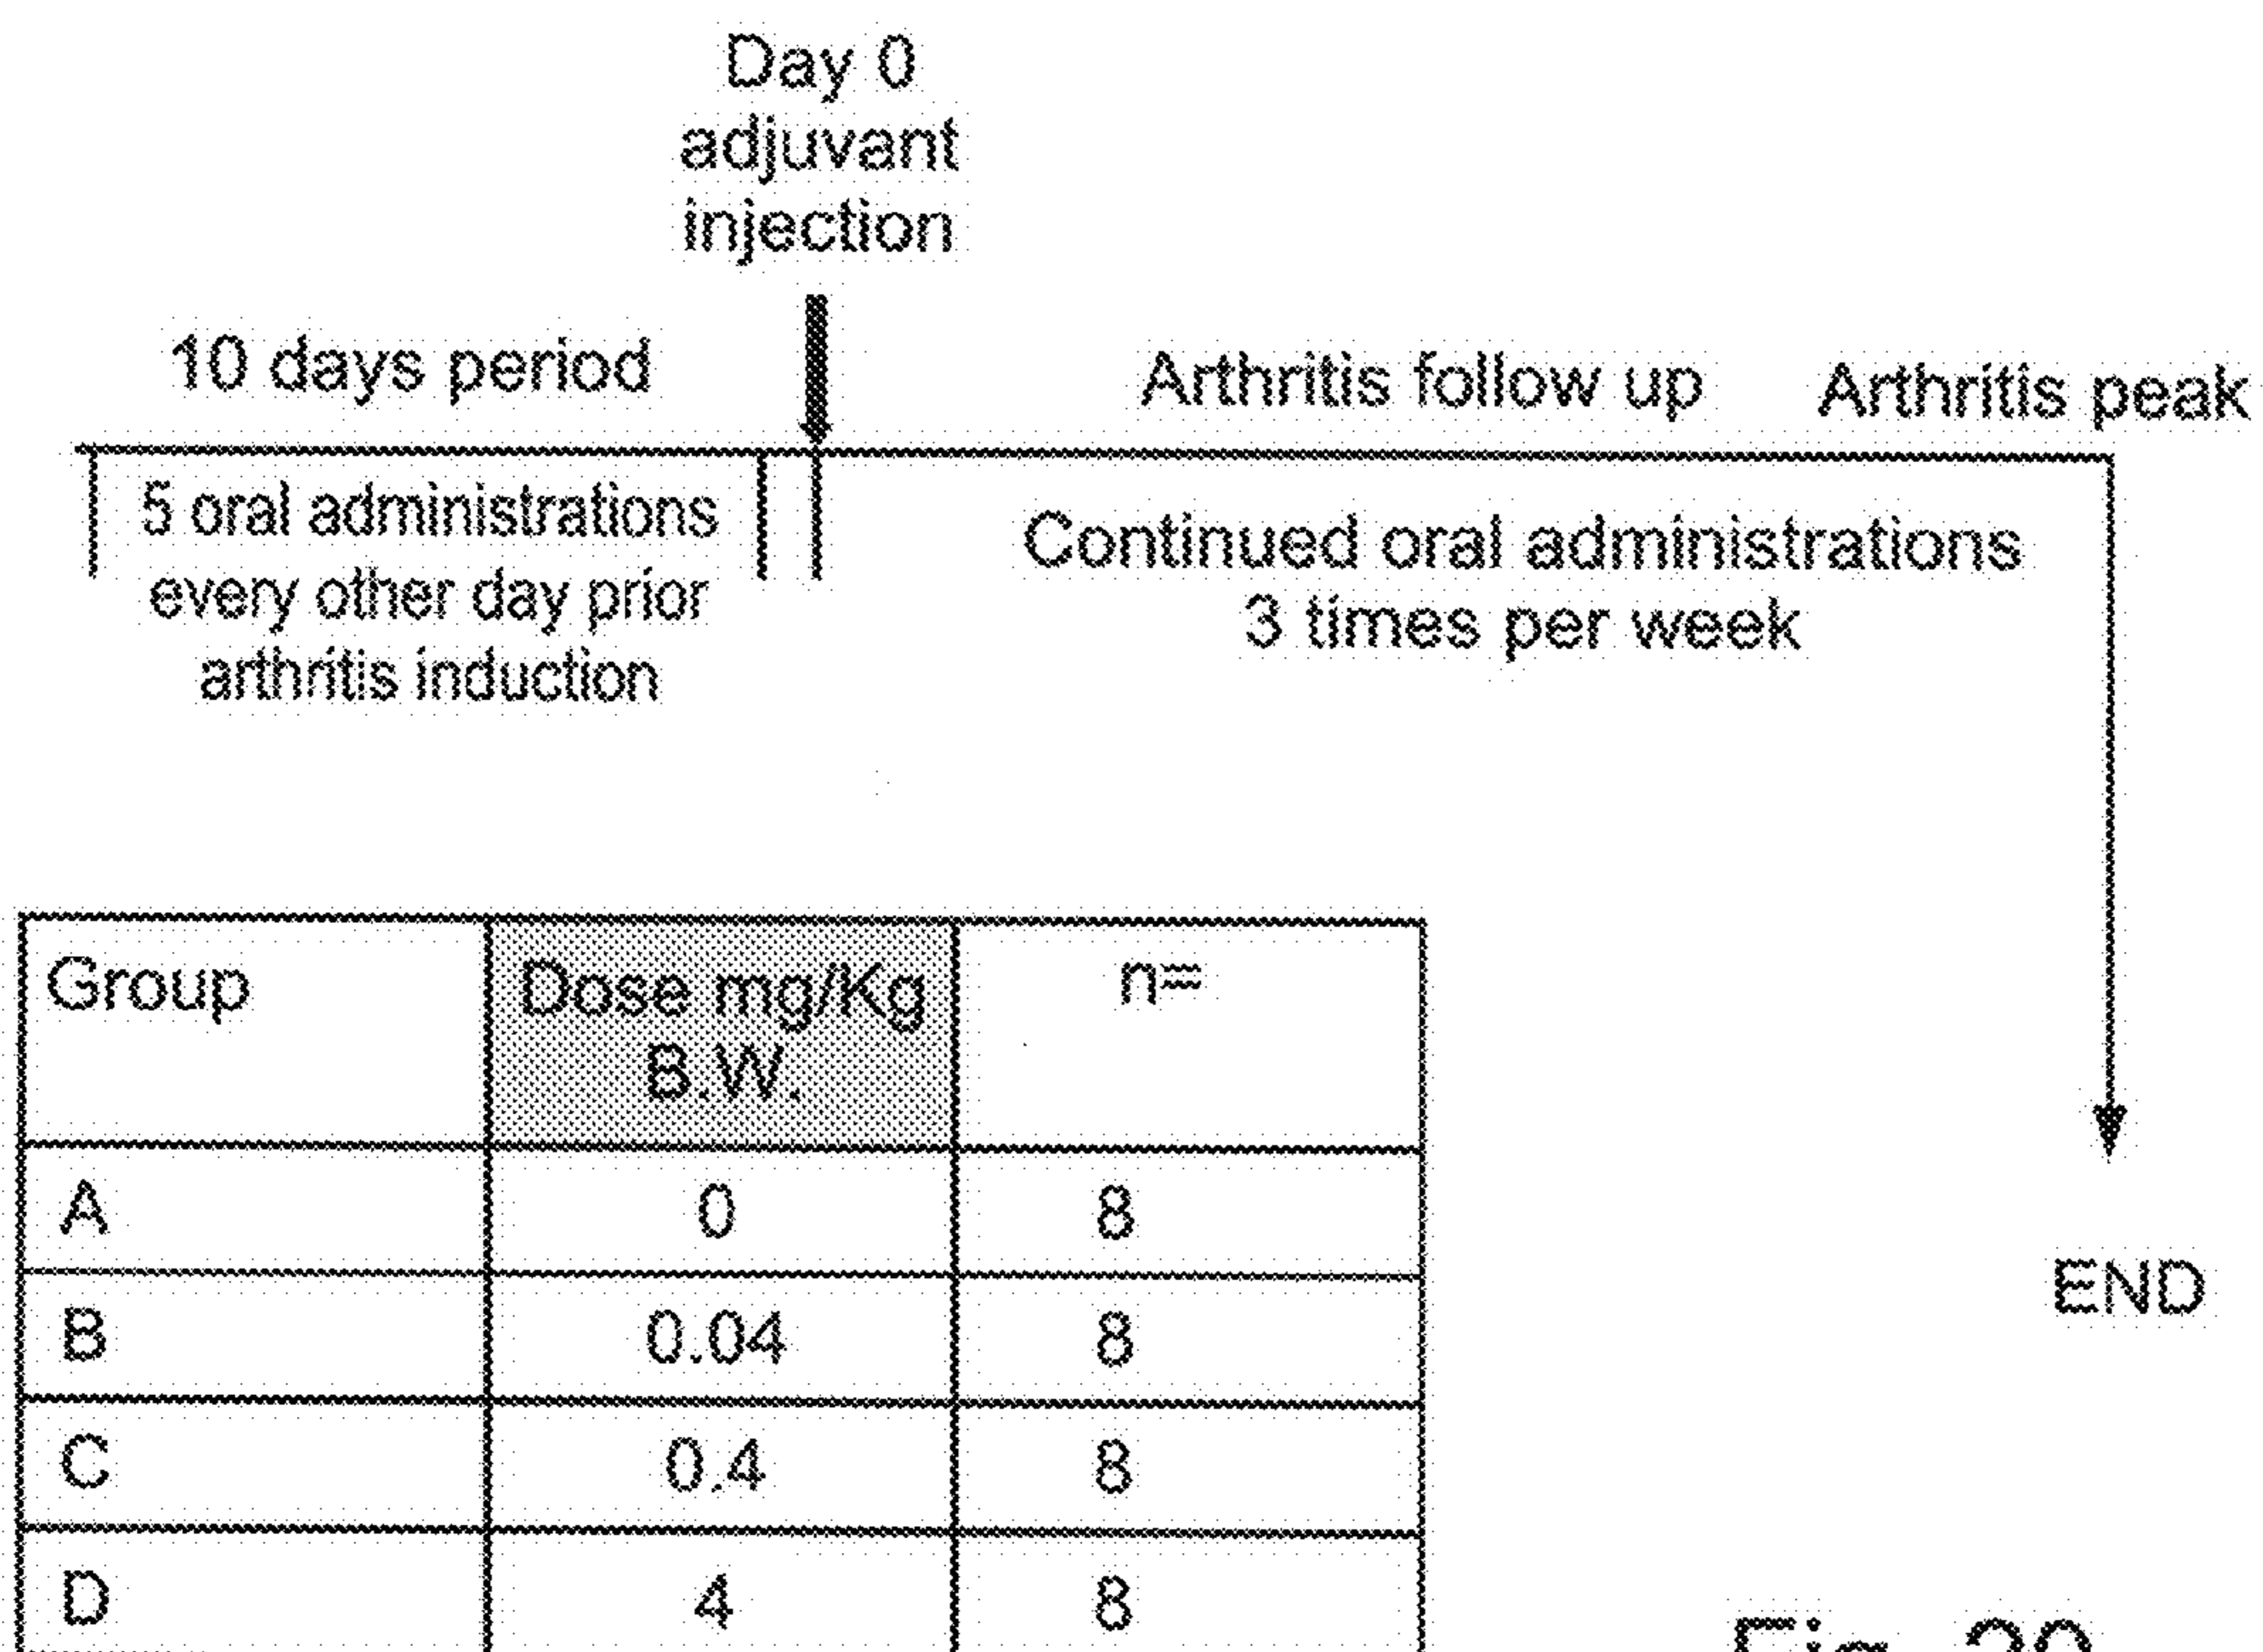 Day 0
adjuvant
injection
10 days period
Arthritis follow up
Arthritis peak
5 oral administrations
every other day prior
arthritis induction
Continued oral administrations
3 times per week
Group Dose mg/Kg n=
B.W.
A 0 8
B 0.04 8
C 0.4 8
D 4 8
END
Fig.